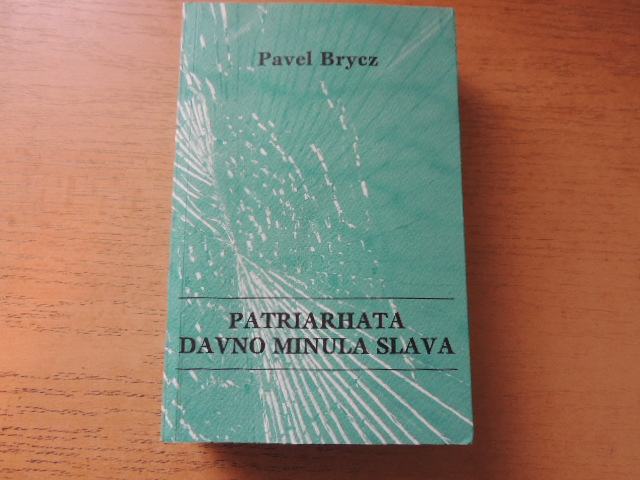 Pavel Brycz
PATRIARHATA
DAVNO MINULA SLAVA